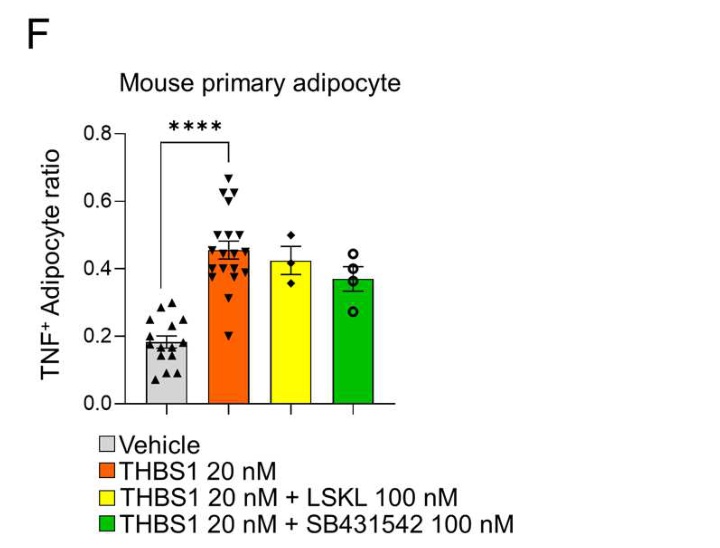 F
Mouse primary adipocyte
****
TNF⁺ Adipocyte ratio
0.8
0.6
0.4
0.2
0.0
Vehicle
THBS1 20 nM
THBS1 20 nM + LSKL 100 nM
THBS1 20 nM + SB431542 100 nM